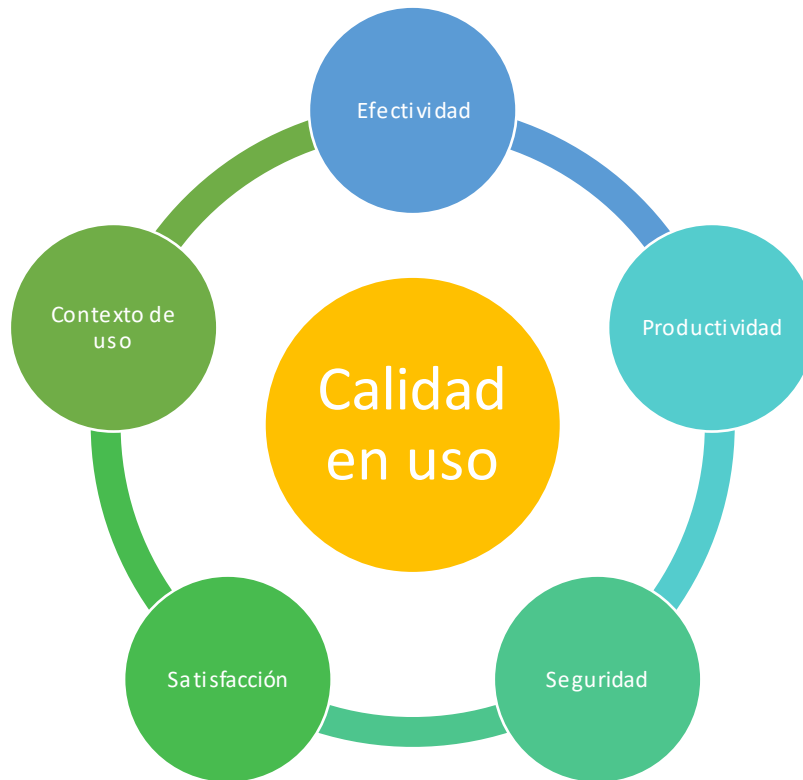 Efectividad
Productividad
Seguridad
Satisfacción
Contexto de
uso
Calidad
en uso